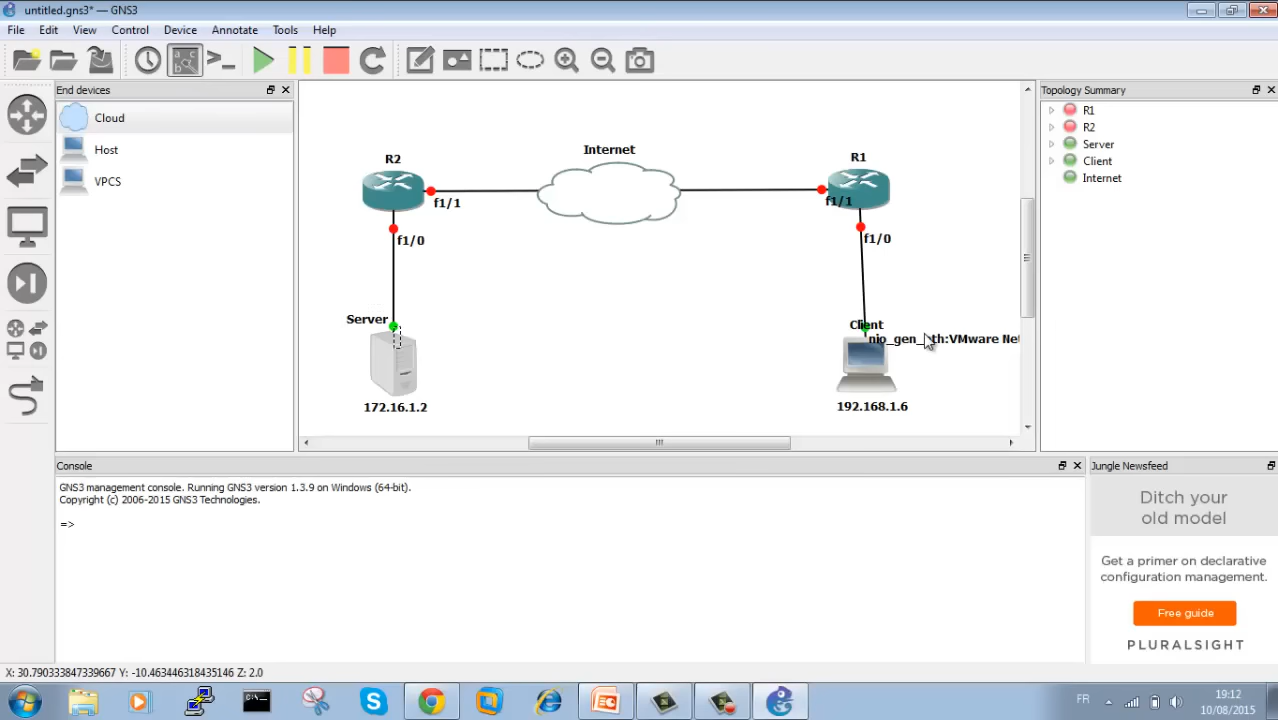 untitled.gns3* — GNS3
File Edit View Control Device Annotate Tools Help
End devices
Cloud
Host
VPCS
Internet
R2
R1
f1/1
f1/1
f1/0
f1/0
Server
Client
nio_gen_eth:VMware Net
172.16.1.2
192.168.1.6
Topology Summary
R1
R2
Server
Client
Internet
Console
GNS3 management console. Running GNS3 version 1.3.9 on Windows (64-bit).
Copyright (c) 2006-2015 GNS3 Technologies.
=>
Jungle Newsfeed
Ditch your
old model
Get a primer on declarative
configuration management.
Free guide
PLURALSIGHT
X: 30.790333847339667 Y: -10.463446318435146 Z: 2.0
FR
19:12
10/08/2015